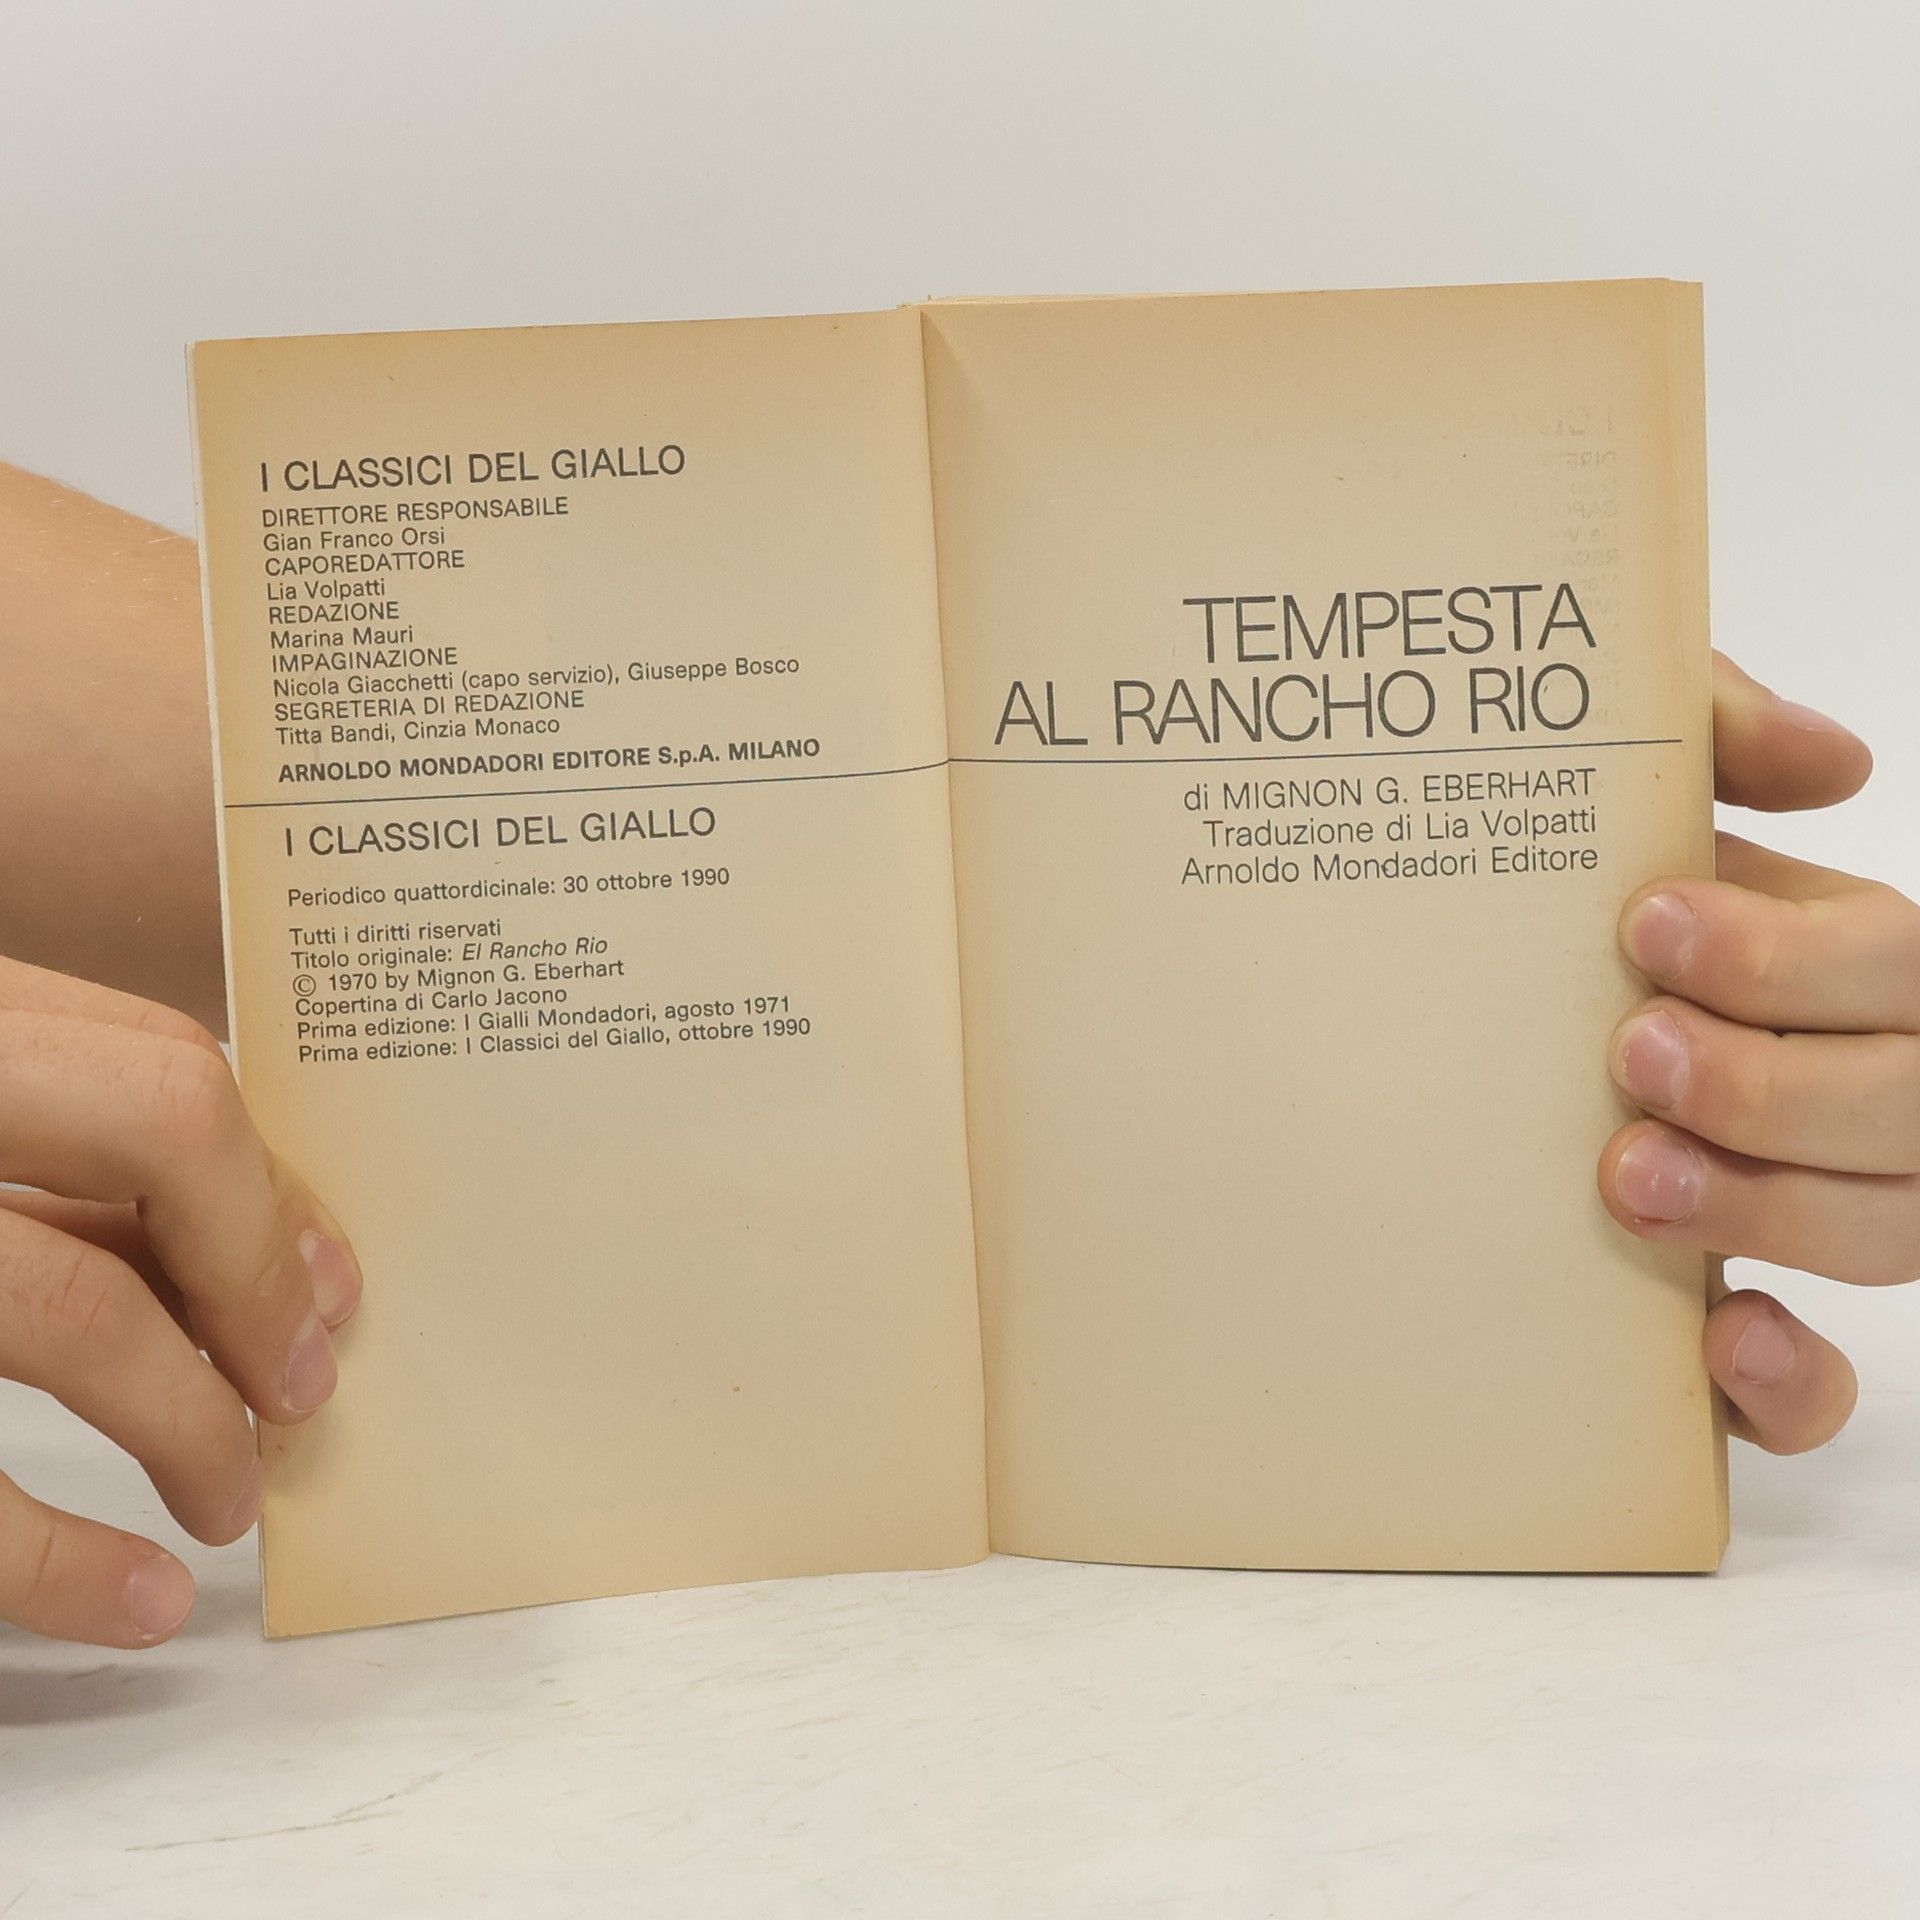 I CLASSICI DEL GIALLO
DIRETTORE RESPONSABILE
Gian Franco Orsi
CAPOREDATTORE
Lia Volpatti
REDAZIONE
Marina Mauri
IMPAGINAZIONE
Nicola Giacchetti (capo servizio), Giuseppe Bosco
SEGRETERIA DI REDAZIONE
Titta Bandi, Cinzia Monaco
ARNOLDO MONDADORI EDITORE S.p.A. MILANO
I CLASSICI DEL GIALLO
Periodico quattordicinale: 30 ottobre 1990
Tutti i diritti riservati
Titolo originale: El Rancho Rio
© 1970 by Mignon G. Eberhart
Copertina di Carlo Jacono
Prima edizione: I Gialli Mondadori, agosto 1971
Prima edizione: I Classici del Giallo, ottobre 1990
TEMPESTA
AL RANCHO RIO
di MIGNON G. EBERHART
Traduzione di Lia Volpatti
Arnoldo Mondadori Editore